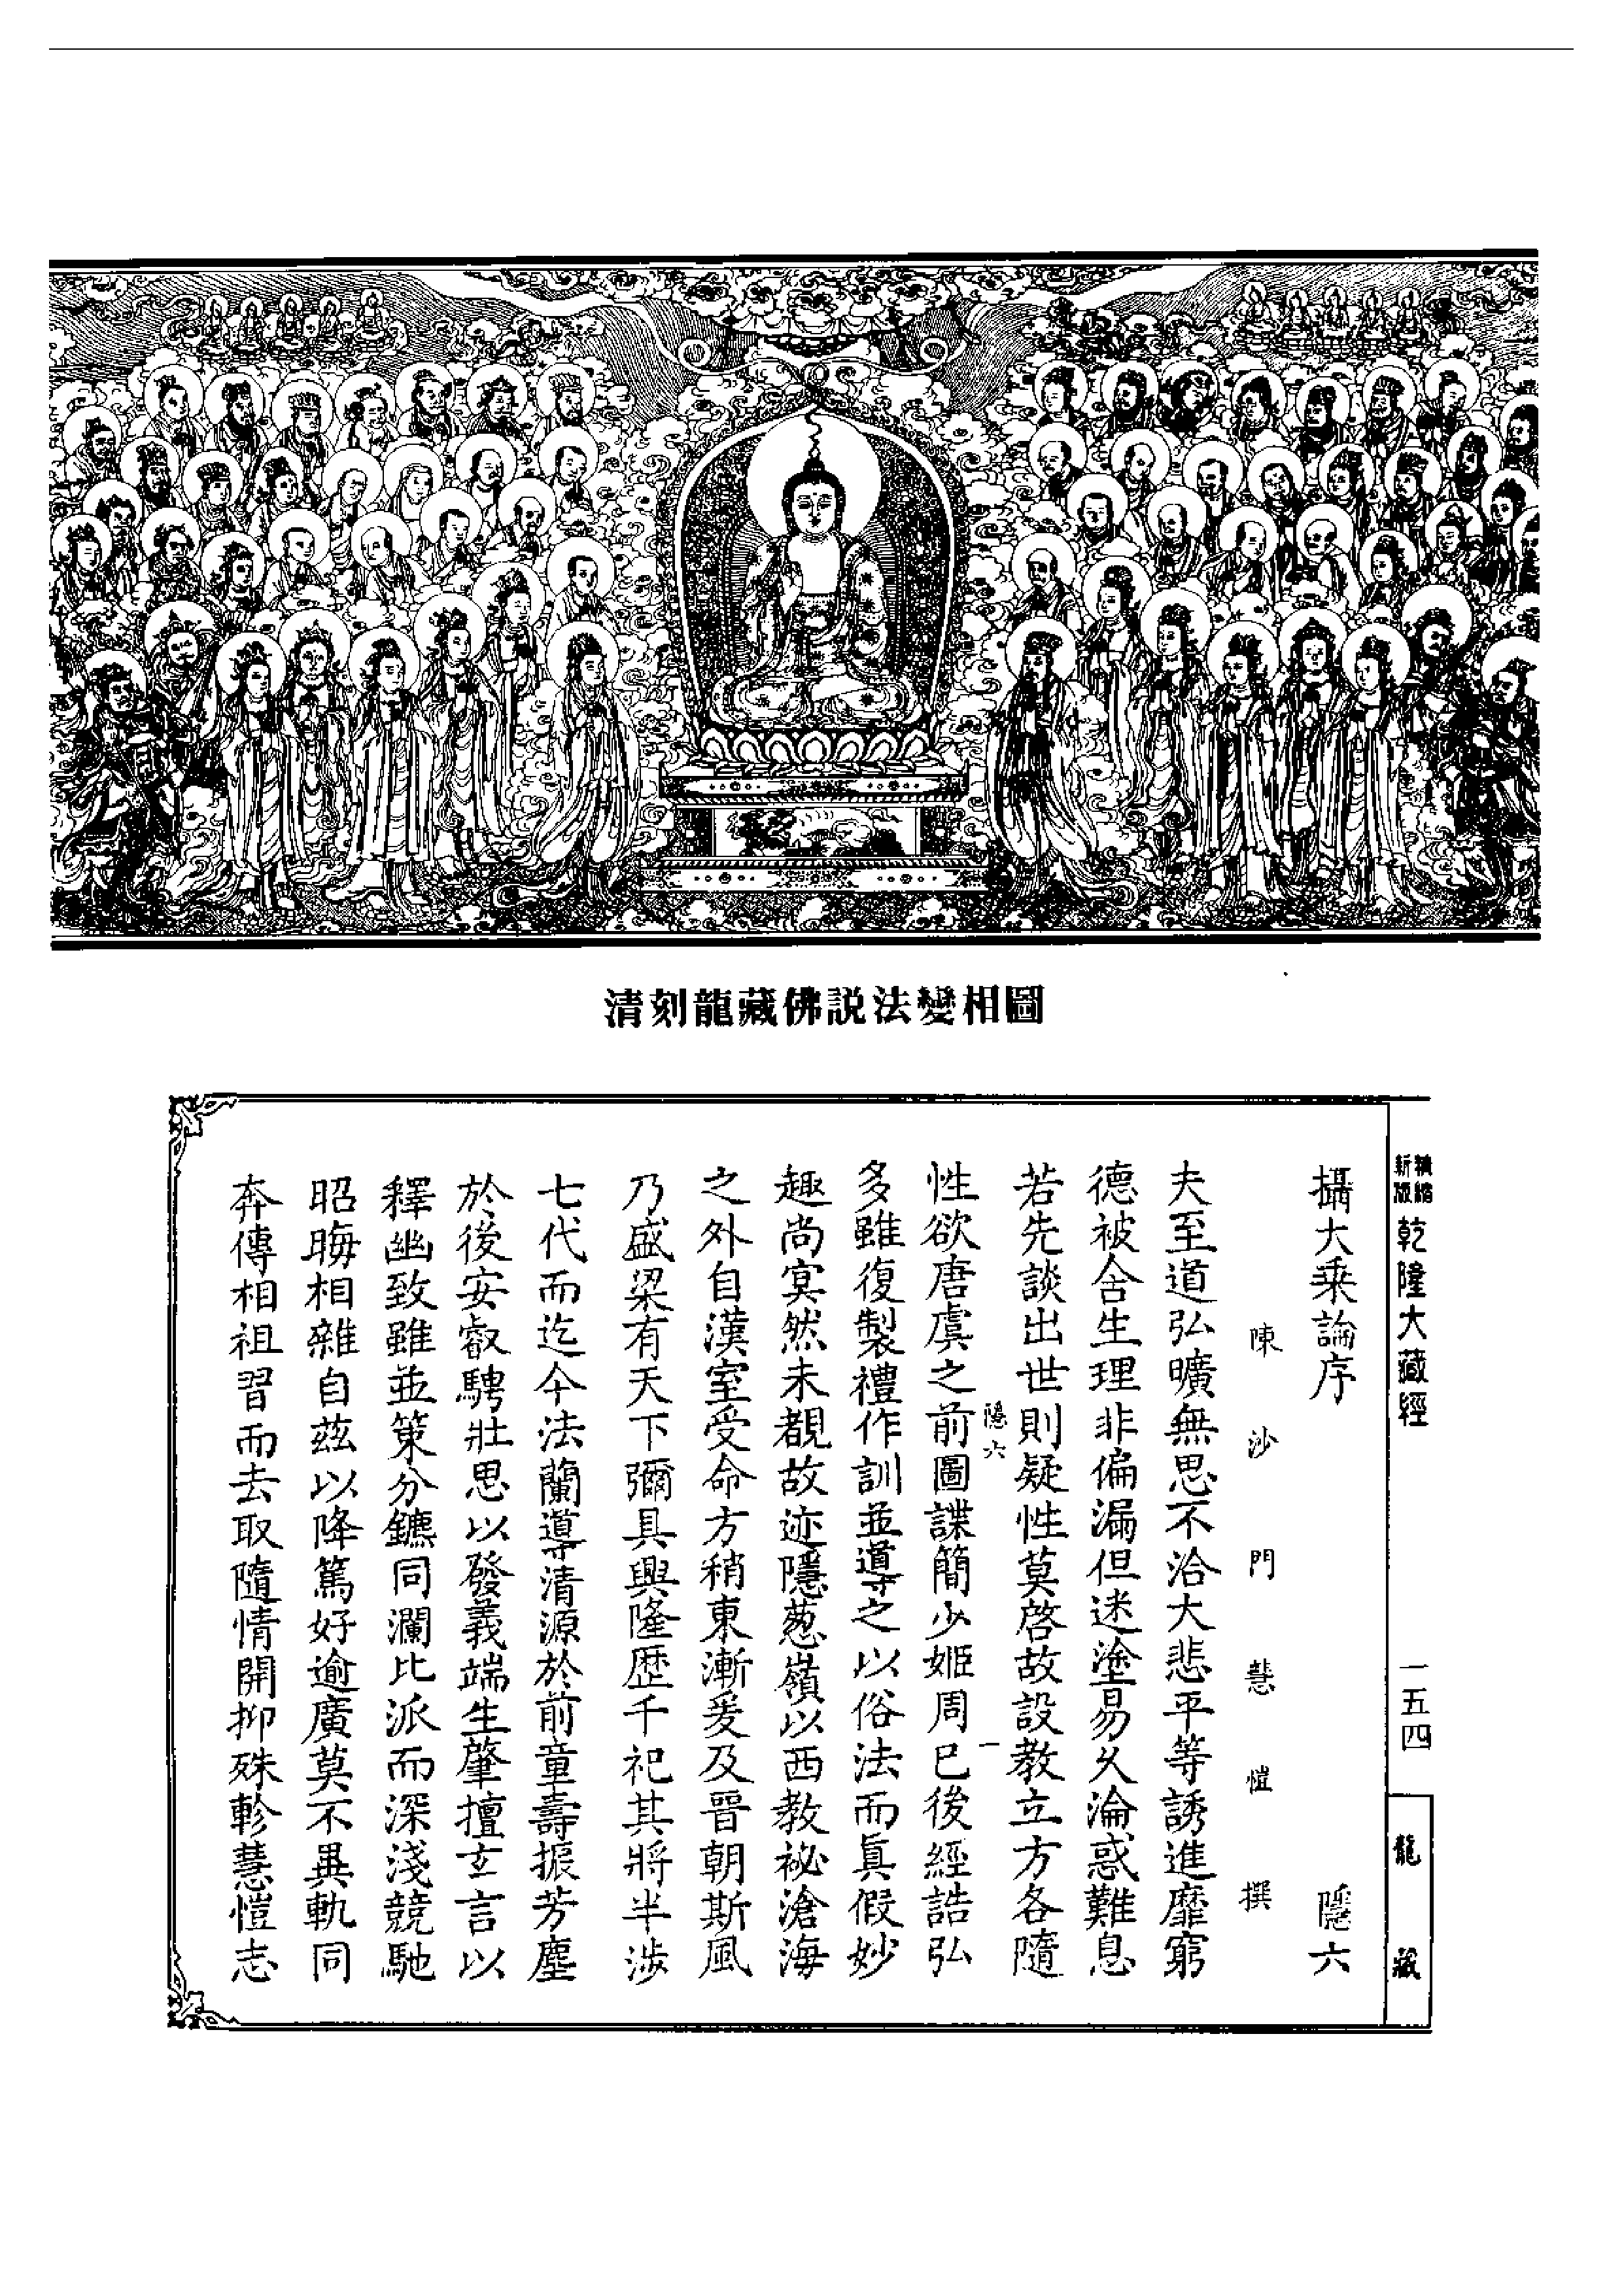 清刻龍藏佛説法變相圖
精縮新版乾隆大藏經
一五四
龍藏
攝大乘論序 隱六
陳沙門慧愷撰
夫至道弘曠無思不洽大悲平等誘進靡窮
德被含生理非偏漏但迷塗易久淪惑難息
若先談出世則疑性莫啓故設教立方各隨
隱六 一
性欲唐虞之前圖諜簡少姬周已後經誥弘
多雖復製禮作訓並導之以俗法而眞假妙
趣尚冥然未覩故迹隱葱嶺以西教祕滄海
之外自漢室受命方稍東漸爰及晉朝斯風
乃盛梁有天下彌具興隆歴千祀其將半涉
七代而迄今法蘭導清源於前童壽振芳塵
於後安叡騁壯思以發義端生肇擅玄言以
釋幽致雖並策分鑣同瀾比派而深淺競馳
昭晦相雜自茲以降篤好逾廣莫不異軌同
奔傳相祖習而去取隨情開抑殊軫慧愷志